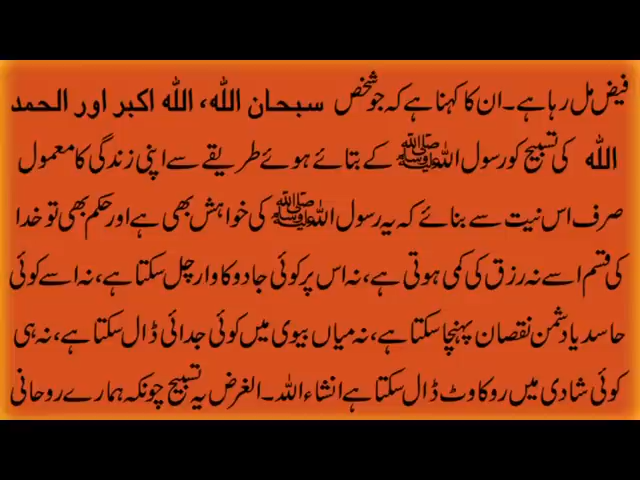 فیض مل رہا ہے۔ ان کا کہنا ہے کہ جو شخص سبحان اللہ، اللہ اکبر اور الحمد
اللہ کی تسبیح کو رسول اللہ ﷺ کے بتائے ہوئے طریقے سے اپنی زندگی کا معمول
صرف اس نیت سے بنائے کہ یہ رسول اللہ ﷺ کی خواہش بھی ہے اور حکم بھی تو خدا
کی قسم اسے نہ رزق کی کمی ہوتی ہے، نہ اس پر کوئی جادو کا وار چل سکتا ہے، نہ اسے کوئی
حاسد یا دشمن نقصان پہنچا سکتا ہے، نہ میاں بیوی میں کوئی جدائی ڈال سکتا ہے، نہ ہی
کوئی شادی میں روکاوٹ ڈال سکتا ہے انشاء اللہ۔ الغرض یہ تسبیح چونکہ ہمارے روحانی